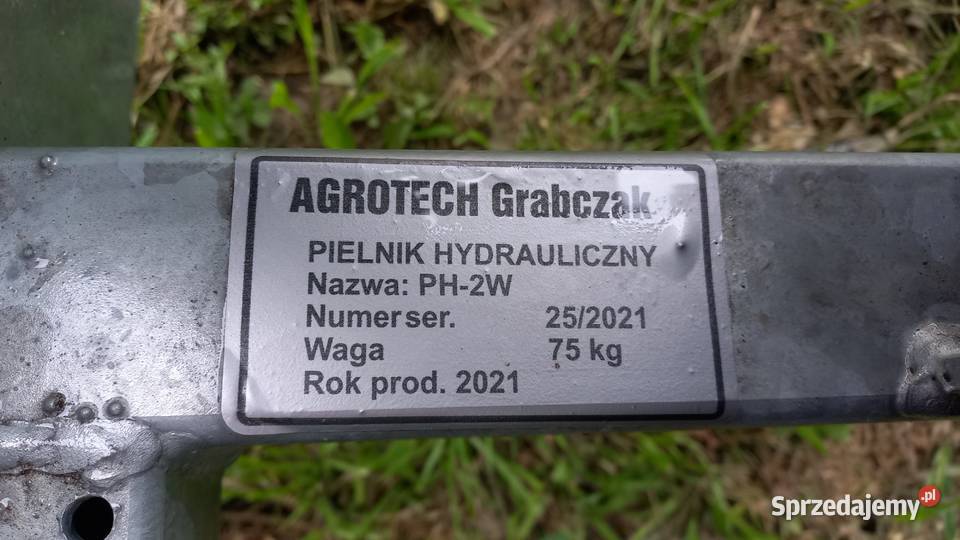 AGROTECH Grabczak
PIELNIK HYDRAULICZNY
Nazwa: PH-2W
Numer ser. 25/2021
Waga 75 kg
Rok prod. 2021
Sprzedajemy.pl